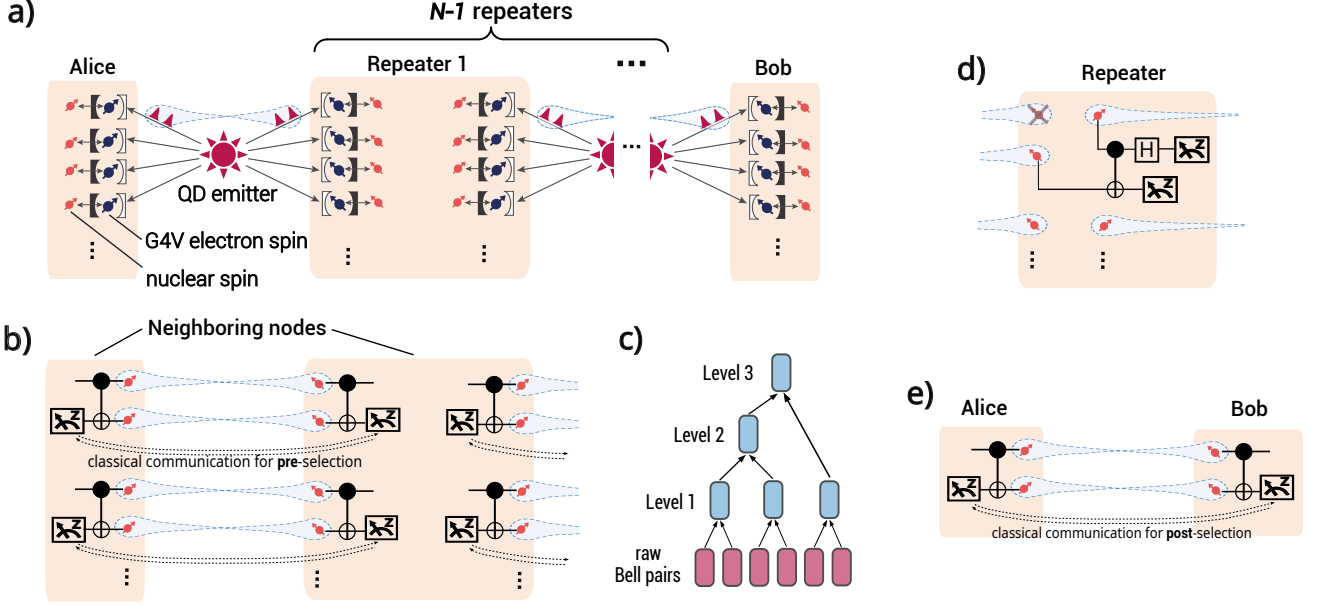 a)
N-1 repeaters
Alice
Repeater 1
...
Bob
...
QD emitter
G4V electron spin
nuclear spin
d)
Repeater
H
Z
Z
b)
Neighboring nodes
Z
Z
Z
classical communication for pre-selection
Z
Z
Z
c)
Level 3
Level 2
Level 1
raw
Bell pairs
e)
Alice
Bob
Z
Z
classical communication for post-selection